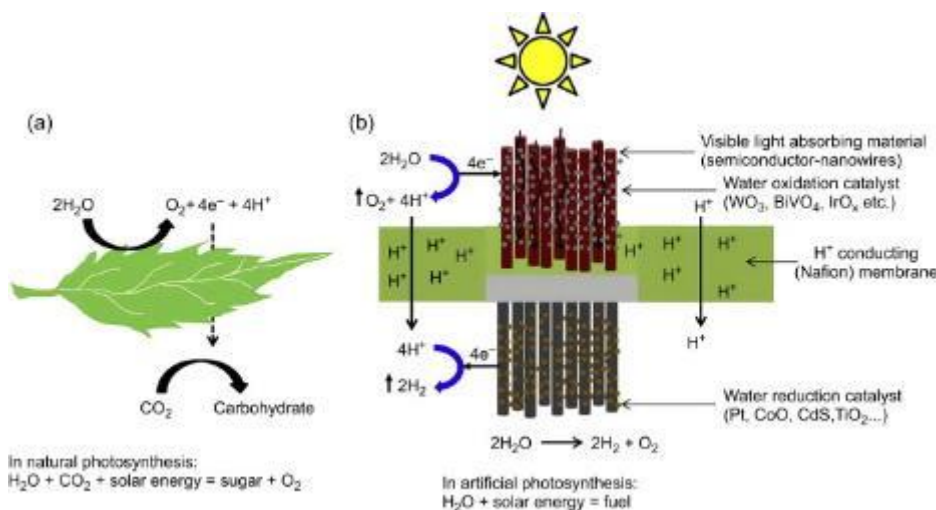 (a)
2H₂O
O₂+ 4e⁻ + 4H⁺
CO₂
Carbohydrate
In natural photosynthesis:
H₂O + CO₂ + solar energy = sugar + O₂
(b)
2H₂O
4e⁻
O₂+ 4H⁺
H⁺
H⁺
H⁺
H⁺
H⁺
4H⁺
4e⁻
2H₂
H⁺
H⁺
H⁺
H⁺
H⁺
H⁺
H⁺
H⁺
Visible light absorbing material
(semiconductor-nanowires)
Water oxidation catalyst
(WO₃, BiVO₄, IrOₓ etc.)
H⁺ conducting
(Nafion) membrane
Water reduction catalyst
(Pt, CoO, CdS,TiO₂...)
2H₂O ⟶ 2H₂ + O₂
In artificial photosynthesis:
H₂O + solar energy = fuel